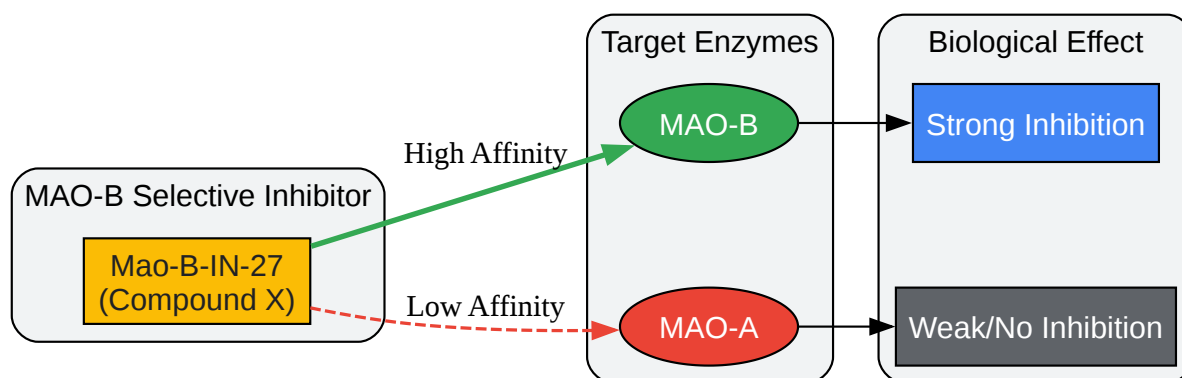 Target Enzymes
Biological Effect
MAO-B
Strong Inhibition
High Affinity
MAO-B Selective Inhibitor
Mao-B-IN-27
(Compound X)
Low Affinity
MAO-A
Weak/No Inhibition